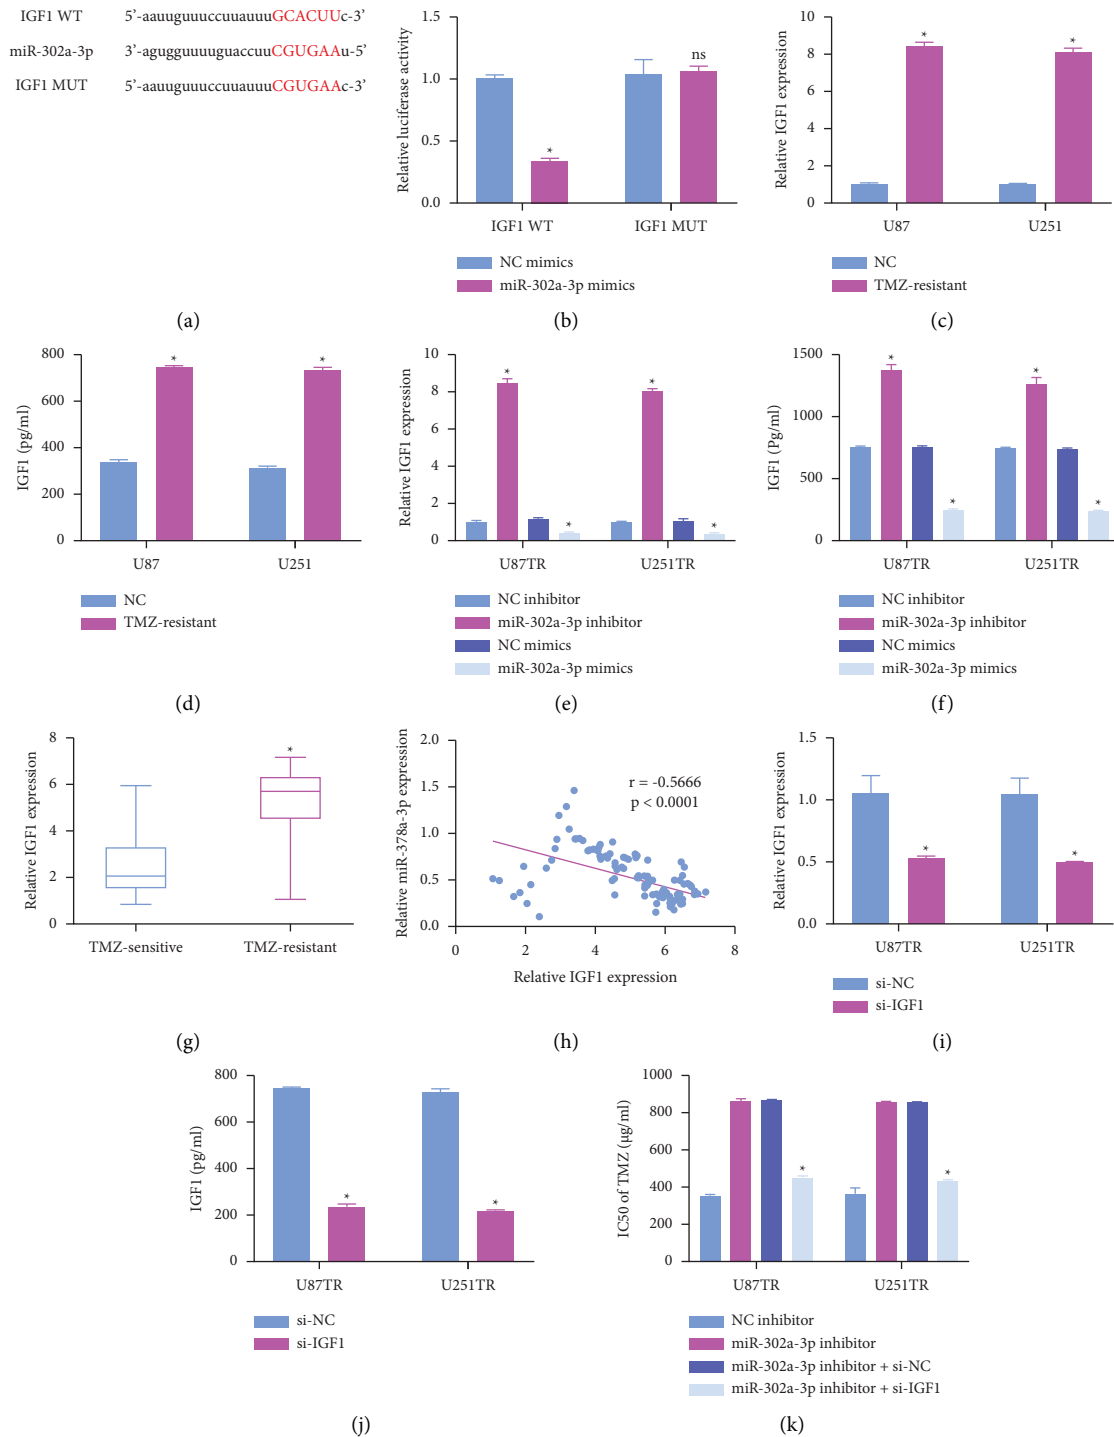 IGF1 WT 5’-aauuguuuccuuauuuGCACUUc-3’
miR-302a-3p 3’-agugguuuuguaccuuCGUGAAu-5’
IGF1 MUT 5’-aauuguuuccuuauuuCGUGAAc-3’
(a)
Relative luciferase activity
1.5
1.0
0.5
0.0
*
ns
IGF1 WT IGF1 MUT
NC mimics
miR-302a-3p mimics
(b)
Relative IGF1 expression
10
8
6
4
2
0
* *
U87 U251
NC
TMZ-resistant
(c)
IGF1 (pg/ml)
800
600
400
200
0
* *
U87 U251
NC
TMZ-resistant
(d)
Relative IGF1 expression
10
8
6
4
2
0
* * * *
U87TR U251TR
NC inhibitor
miR-302a-3p inhibitor
NC mimics
miR-302a-3p mimics
(e)
IGF1 (Pg/ml)
1500
1000
500
0
* * * *
U87TR U251TR
NC inhibitor
miR-302a-3p inhibitor
NC mimics
miR-302a-3p mimics
(f)
Relative IGF1 expression
8
6
4
2
0
*
TMZ-sensitive TMZ-resistant
(g)
Relative miR-378a-3p expression
2.0
1.5
1.0
0.5
0.0
r = -0.5666
p < 0.0001
0 2 4 6 8
Relative IGF1 expression
(h)
Relative IGF1 expression
1.5
1.0
0.5
0.0
* *
U87TR U251TR
si-NC
si-IGF1
(i)
IGF1 (pg/ml)
800
600
400
200
0
* *
U87TR U251TR
si-NC
si-IGF1
(j)
IC50 of TMZ (µg/ml)
1000
800
600
400
200
0
* *
U87TR U251TR
NC inhibitor
miR-302a-3p inhibitor
miR-302a-3p inhibitor + si-NC
miR-302a-3p inhibitor + si-IGF1
(k)